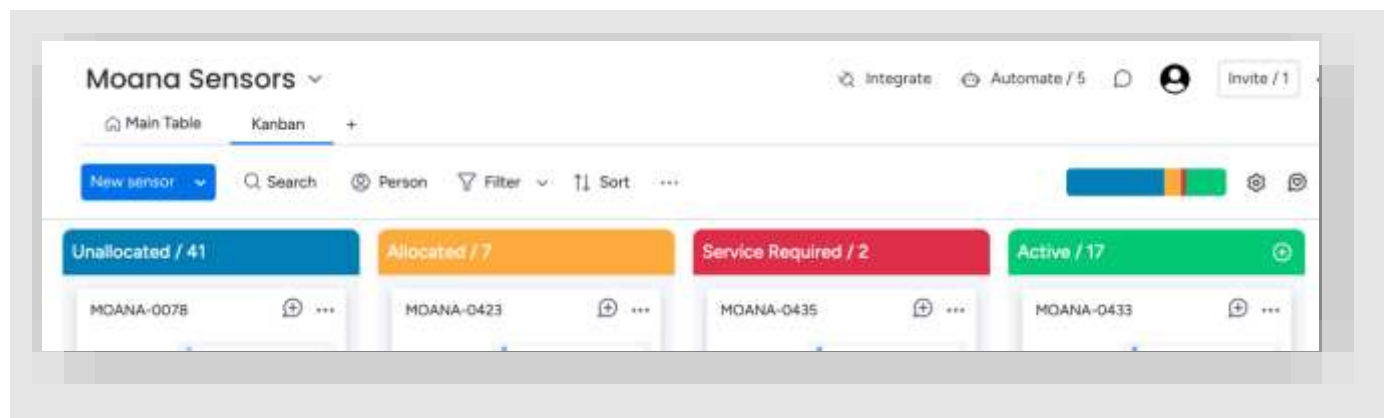 Moana Sensors
Integrate Automate / 5 Invite / 1
Main Table Kanban +
New sensor Search Person Filter Sort ...
Unallocated / 41 Allocated / 7 Service Required / 2 Active / 17
MOANA-0078 MOANA-0423 MOANA-0435 MOANA-0433